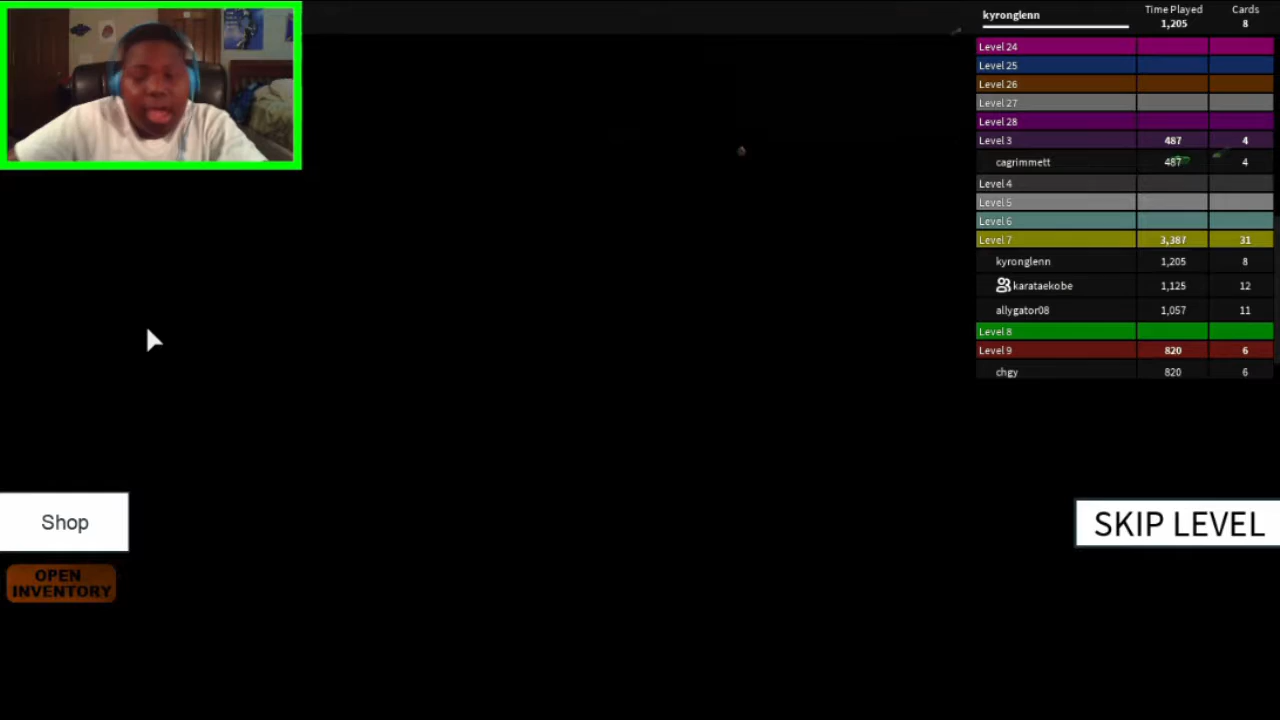 kyronglenn Time Played Cards
1,205 8
Level 24
Level 25
Level 26
Level 27
Level 28
Level 3 487 4
cagrimmett 487 4
Level 4
Level 5
Level 6
Level 7 3,387 31
kyronglenn 1,205 8
karataekobe 1,125 12
allygator08 1,057 11
Level 8
Level 9 820 6
chgy 820 6
Shop
SKIP LEVEL
OPEN
INVENTORY